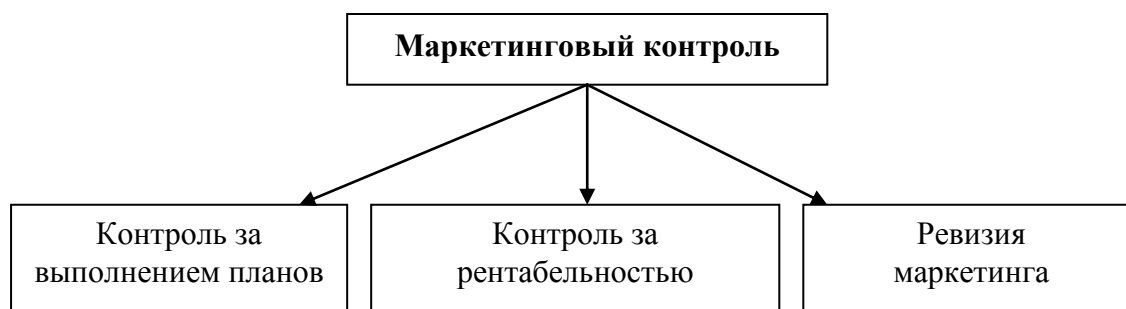 Маркетинговый контроль
Контроль за
выполнением планов
Контроль за
рентабельностью
Ревизия
маркетинга